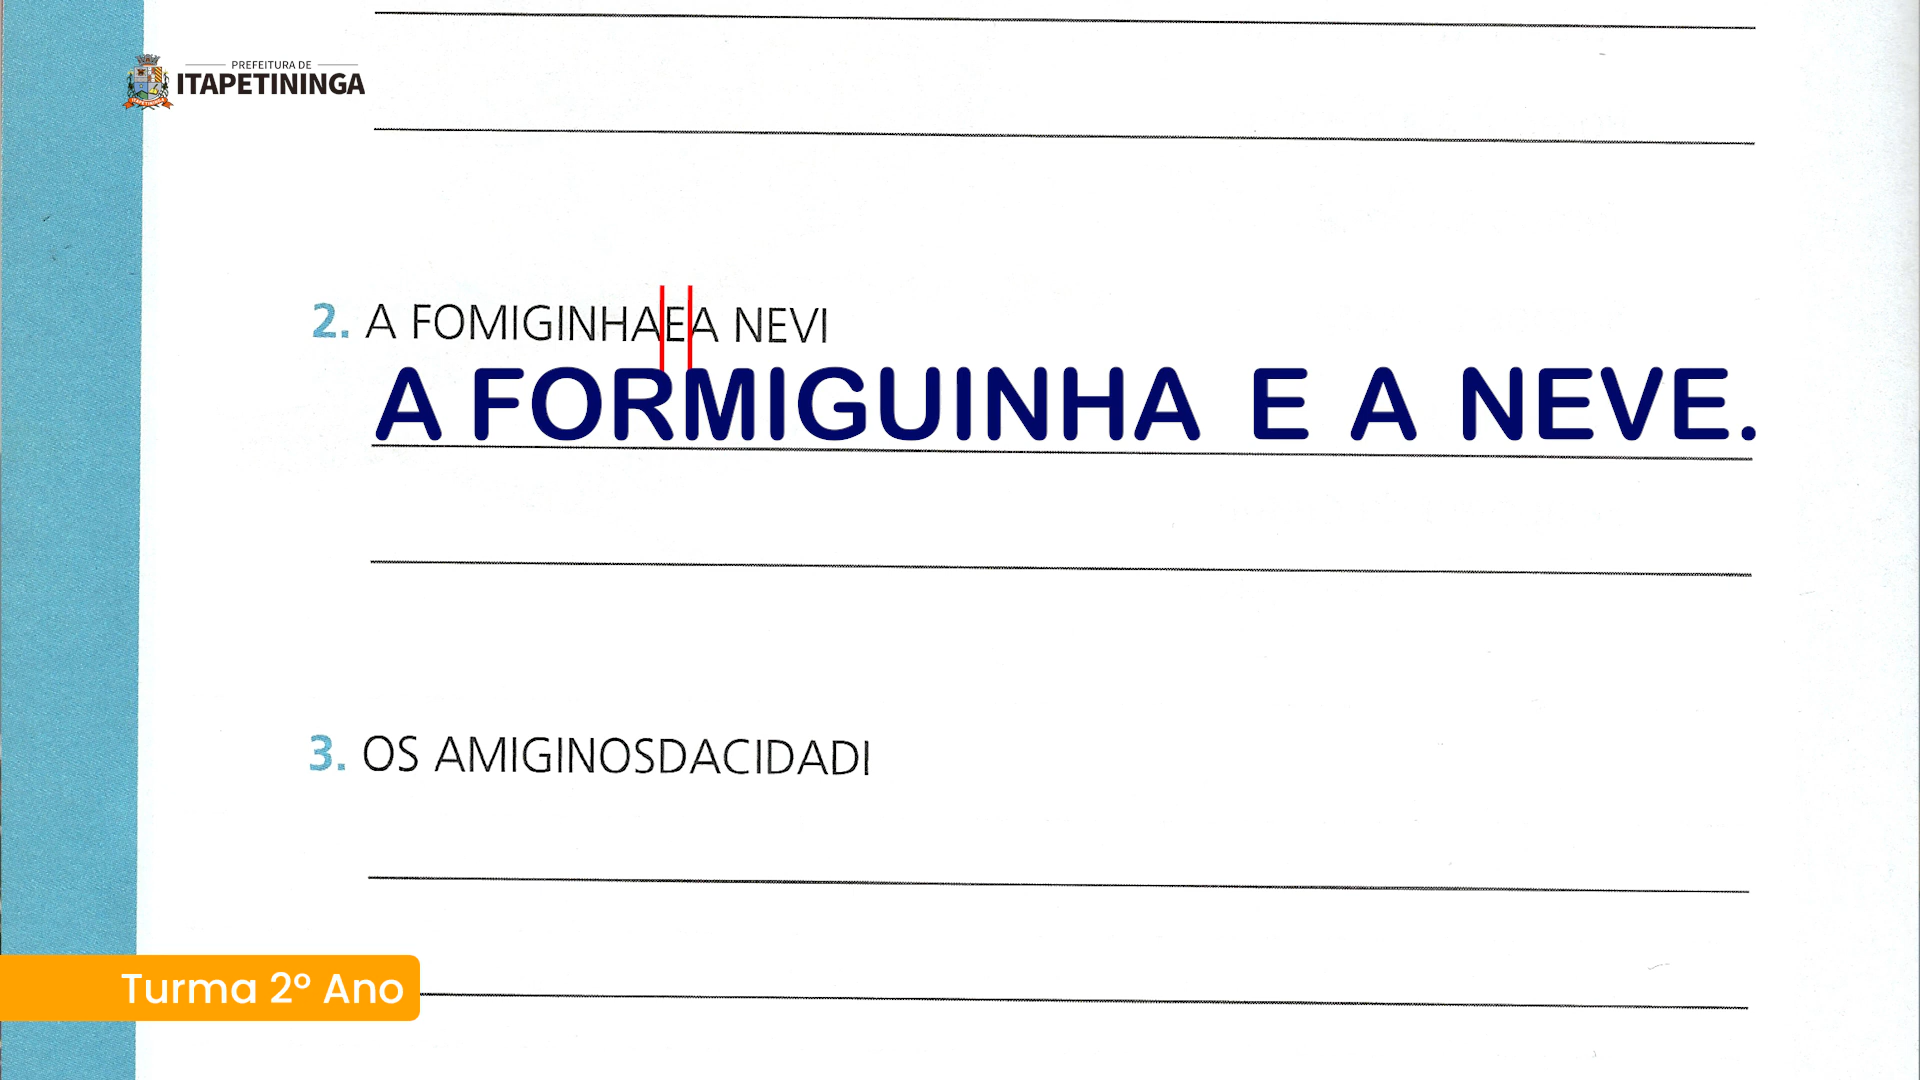 PREFEITURA DE
ITAPETININGA
2. A FOMIGINHAEA NEVI
A FORMIGUINHA E A NEVE.
3. OS AMIGINOSDACIDADI
Turma 2º Ano